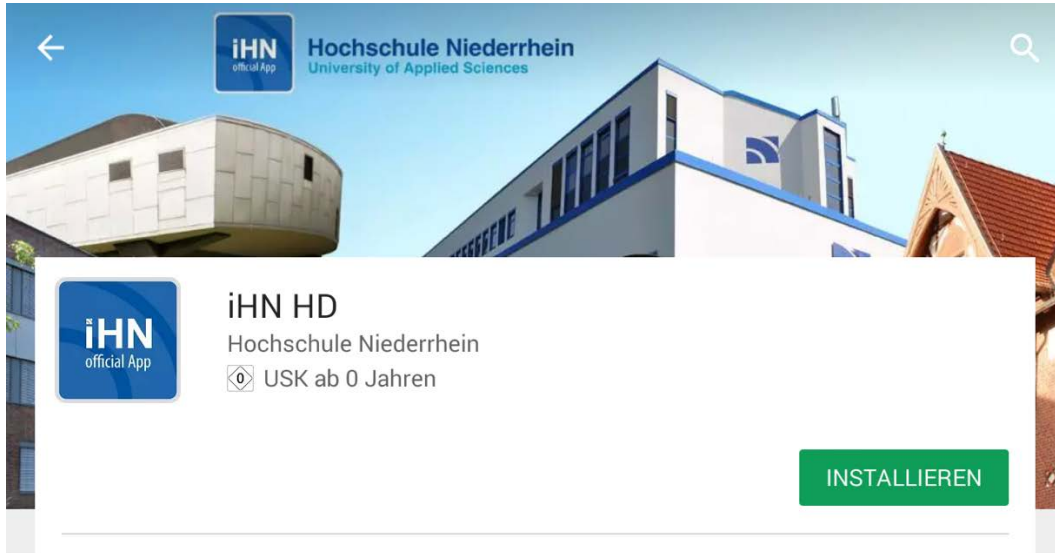 iHN
official App
Hochschule Niederrhein
University of Applied Sciences
iHN
official App
iHN HD
Hochschule Niederrhein
0
USK ab 0 Jahren
INSTALLIEREN